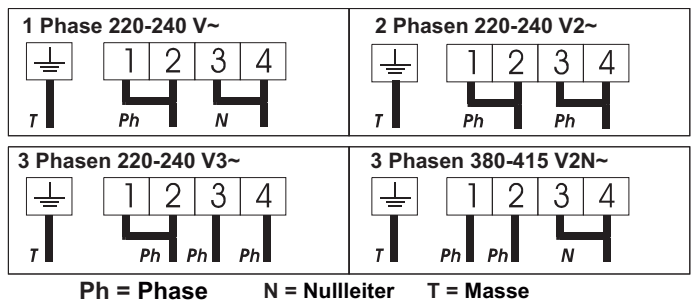 1 Phase 220-240 V~
1 2 3 4
T Ph N
2 Phasen 220-240 V2~
1 2 3 4
T Ph Ph
3 Phasen 220-240 V3~
1 2 3 4
T Ph Ph Ph
3 Phasen 380-415 V2N~
1 2 3 4
T Ph Ph N
Ph = Phase N = Nullleiter T = Masse